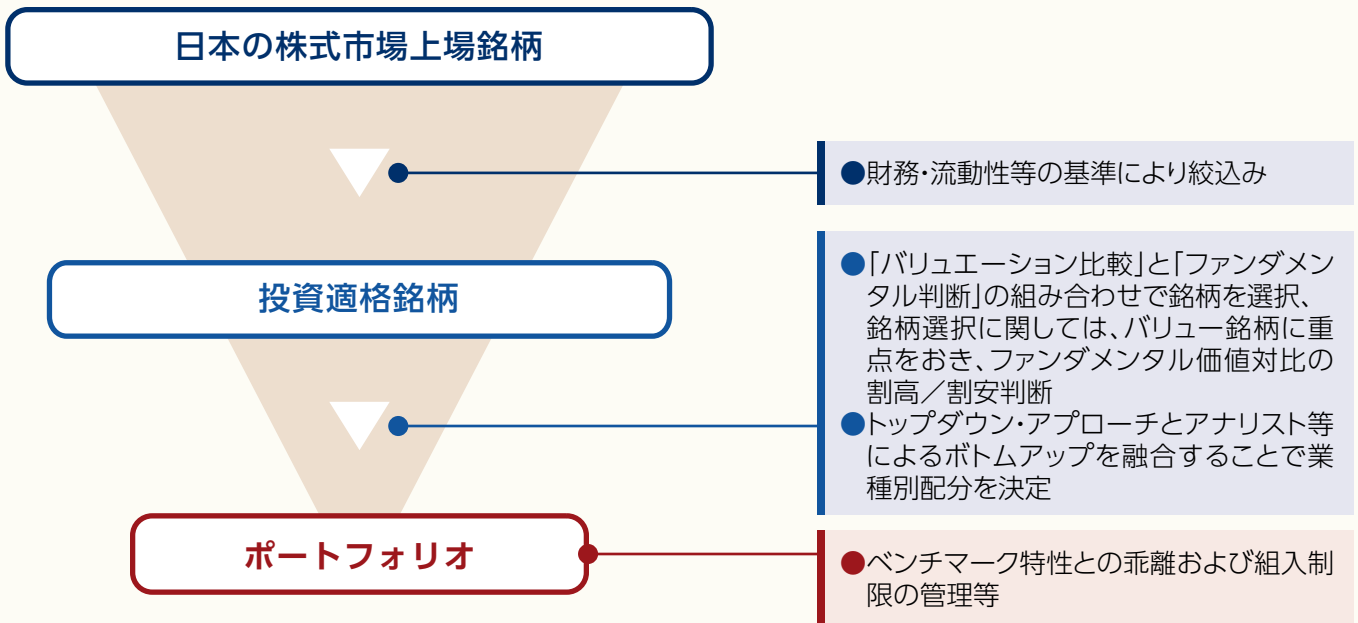 日本の株式市場上場銘柄
●財務・流動性等の基準により絞込み
投資適格銘柄
●「バリュエーション比較」と「ファンダメン
タル判断」の組み合わせで銘柄を選択、
銘柄選択に関しては、バリュー銘柄に重
点をおき、ファンダメンタル価値対比の
割高／割安判断
●トップダウン・アプローチとアナリスト等
によるボトムアップを融合することで業
種別配分を決定
ポートフォリオ
●ベンチマーク特性との乖離および組入制
限の管理等